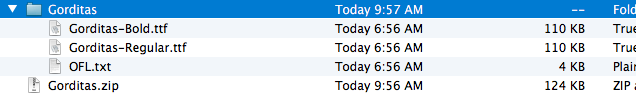 Gorditas Today 9:57 AM -- Fold
Gorditas-Bold.ttf Today 6:56 AM 110 KB True
Gorditas-Regular.ttf Today 6:56 AM 110 KB True
OFL.txt Today 6:56 AM 4 KB Plain
Gorditas.zip Today 9:56 AM 124 KB ZIP a